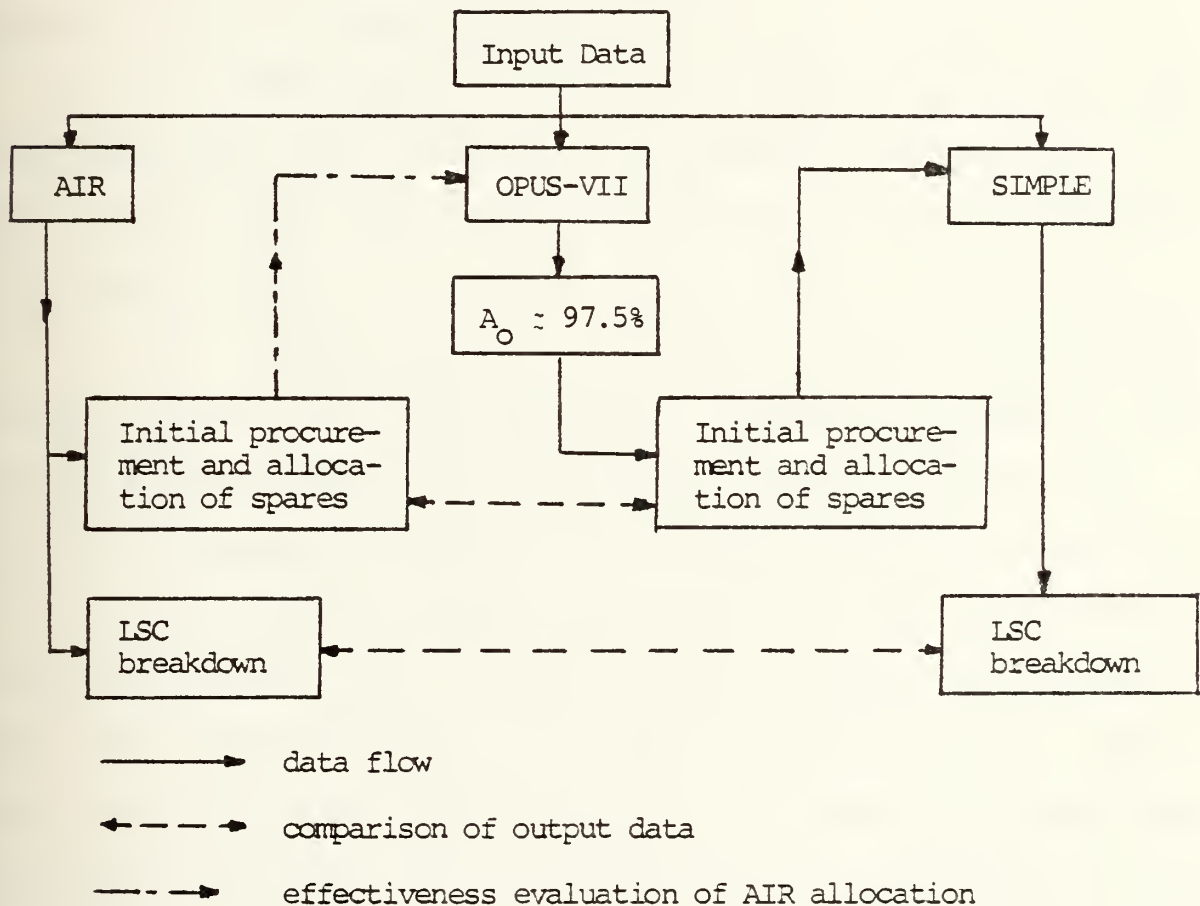 Input Data
AIR
OPUS-VII
SIMPLE
A_O ≈ 97.5%
Initial procure-
ment and alloca-
tion of spares
Initial procure-
ment and alloca-
tion of spares
LSC
breakdown
LSC
breakdown
data flow
comparison of output data
effectiveness evaluation of AIR allocation